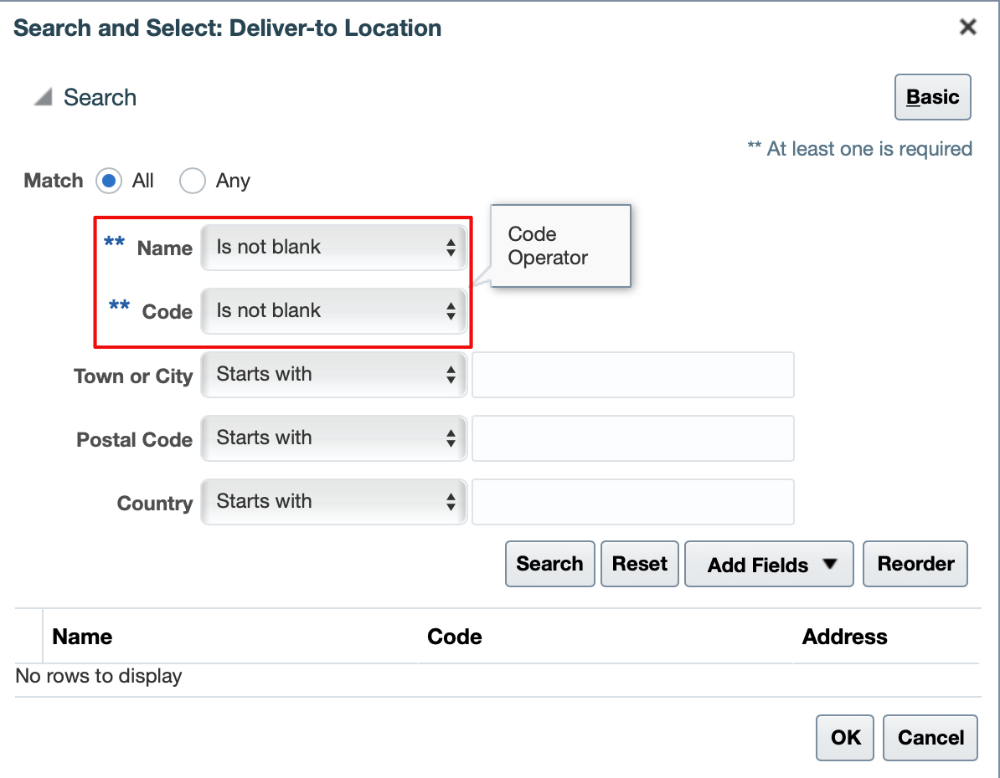 Search and Select: Deliver-to Location
Search
Basic
** At least one is required
Match All Any
** Name Is not blank
Code
Operator
** Code Is not blank
Town or City Starts with
Postal Code Starts with
Country Starts with
Search Reset Add Fields Reorder
Name Code Address
No rows to display
OK Cancel